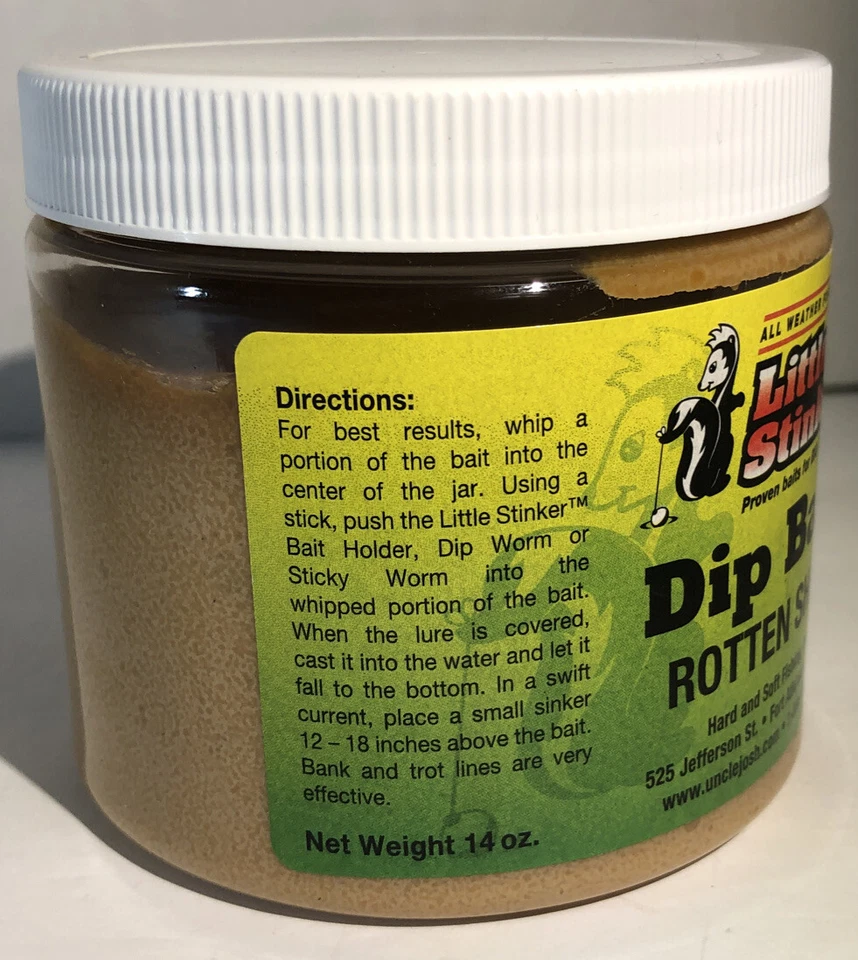 Directions:
For best results, whip a
portion of the bait into the
center of the jar. Using a
stick, push the Little Stinker™
Bait Holder, Dip Worm or
Sticky Worm into the
whipped portion of the bait.
When the lure is covered,
cast it into the water and let it
fall to the bottom. In a swift
current, place a small sinker
12 – 18 inches above the bait.
Bank and trot lines are very
effective.
Net Weight 14 oz.
ALL WEATHER
Proven baits for
Dip
ROTTEN
Hard and Soft
525 Jefferson St. • Fort
www.unclejosh.com •